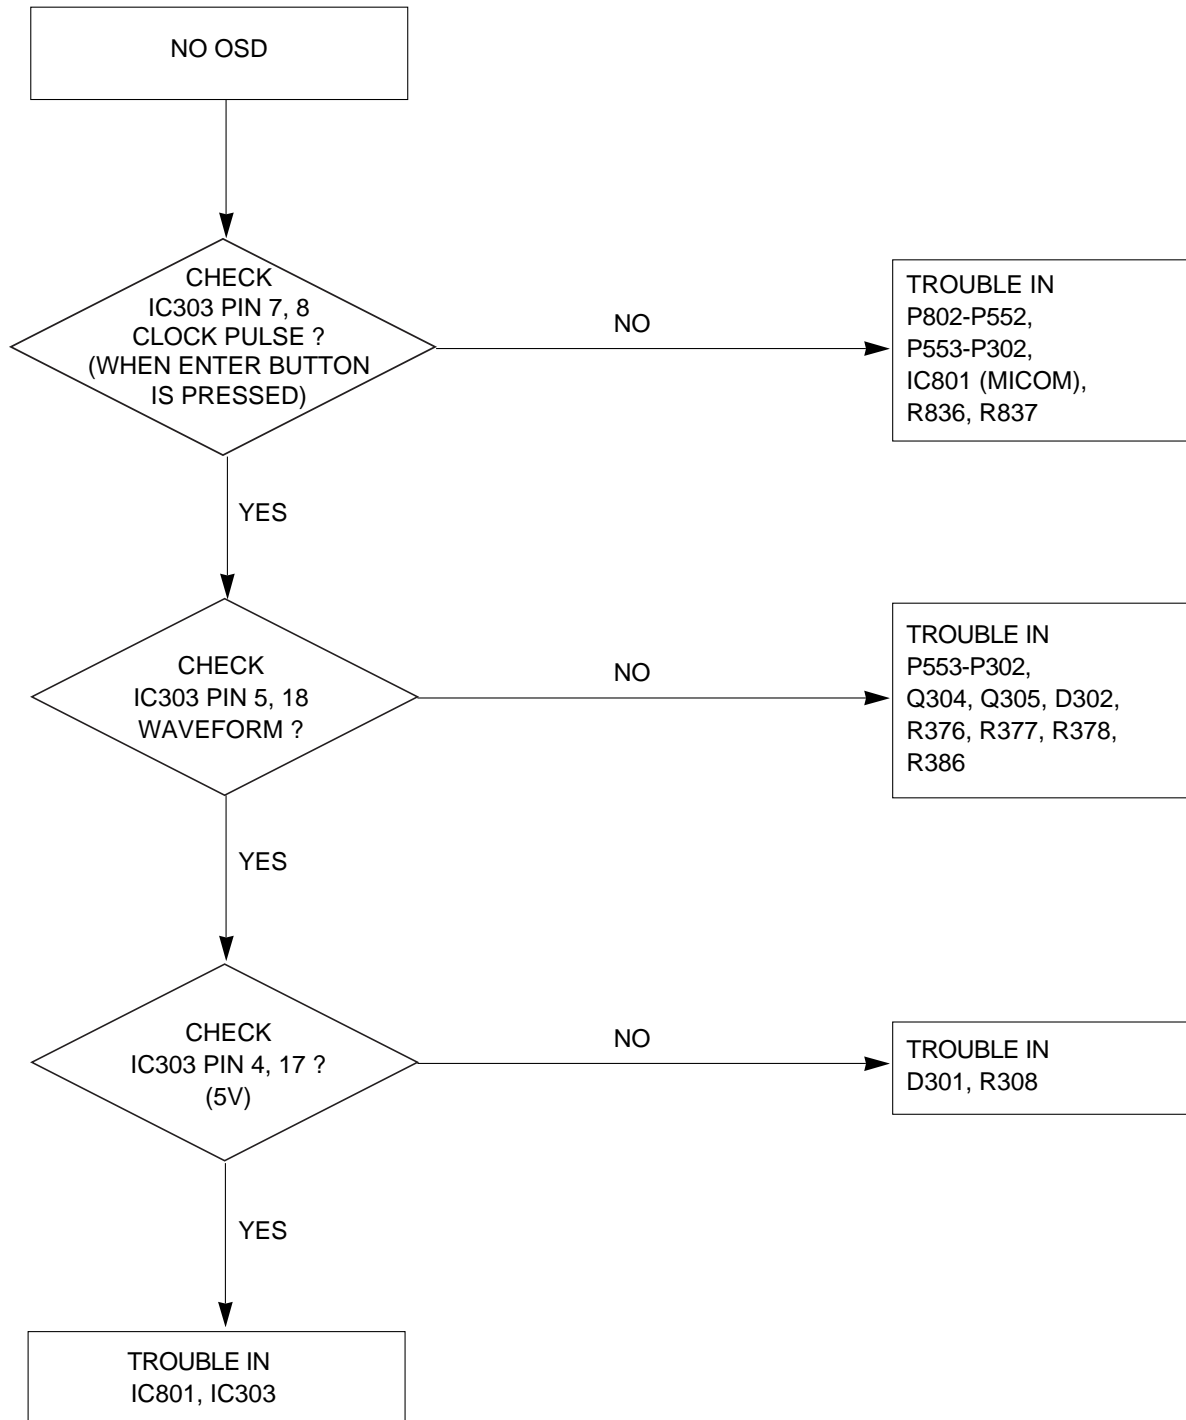 NO OSD
CHECK
IC303 PIN 7, 8
CLOCK PULSE ?
(WHEN ENTER BUTTON
IS PRESSED)
NO
TROUBLE IN
P802-P552,
P553-P302,
IC801 (MICOM),
R836, R837
YES
CHECK
IC303 PIN 5, 18
WAVEFORM ?
NO
TROUBLE IN
P553-P302,
Q304, Q305, D302,
R376, R377, R378,
R386
YES
CHECK
IC303 PIN 4, 17 ?
(5V)
NO
TROUBLE IN
D301, R308
YES
TROUBLE IN
IC801, IC303